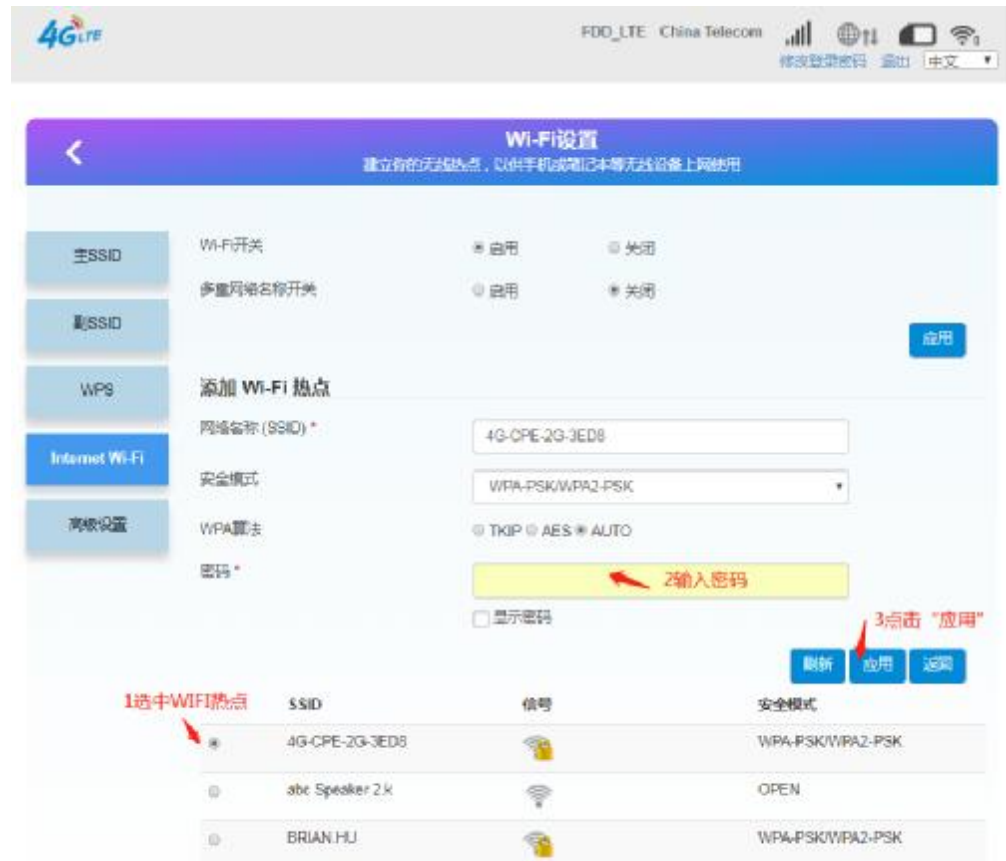 4G LTE
FDD_LTE China Telecom
修改登录密码 退出 中文
Wi-Fi设置
建立你的无线热点，以供手机或笔记本等无线设备上网使用
主SSID
Wi-Fi开关 启用 关闭
多重网络名称开关 启用 关闭
副SSID
应用
WPS
添加 Wi-Fi 热点
网络名称 (SSID) * 4G-CPE-2G-3ED8
Internet Wi-Fi
安全模式 WPA-PSK/WPA2-PSK
高级设置
WPA算法 TKIP AES AUTO
密码 *
2输入密码
显示密码
3点击“应用”
刷新 应用 返回
1选中WIFI热点
SSID 信号 安全模式
4G-CPE-2G-3ED8 WPA-PSK/WPA2-PSK
abc Speaker 2.k OPEN
BRIAN.HU WPA-PSK/WPA2-PSK